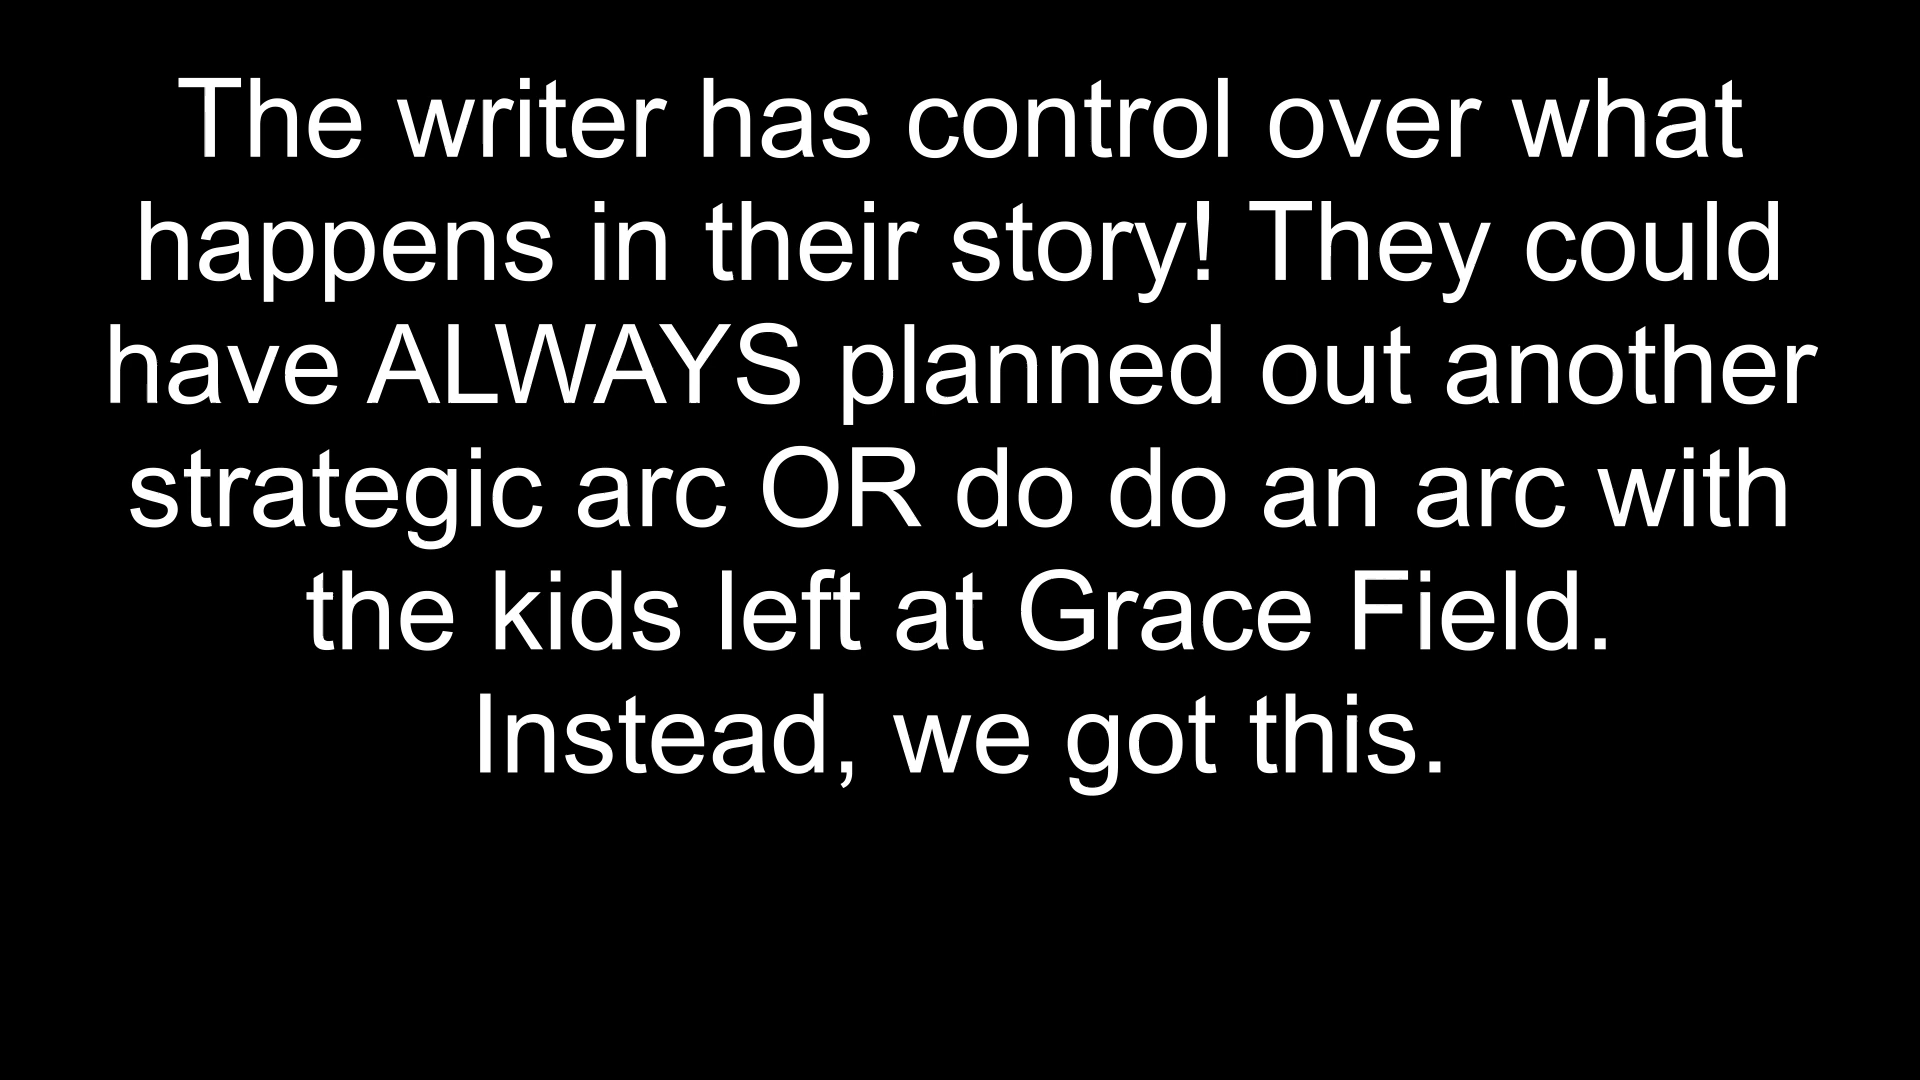 The writer has control over what
happens in their story! They could
have ALWAYS planned out another
strategic arc OR do do an arc with
the kids left at Grace Field.
Instead, we got this.